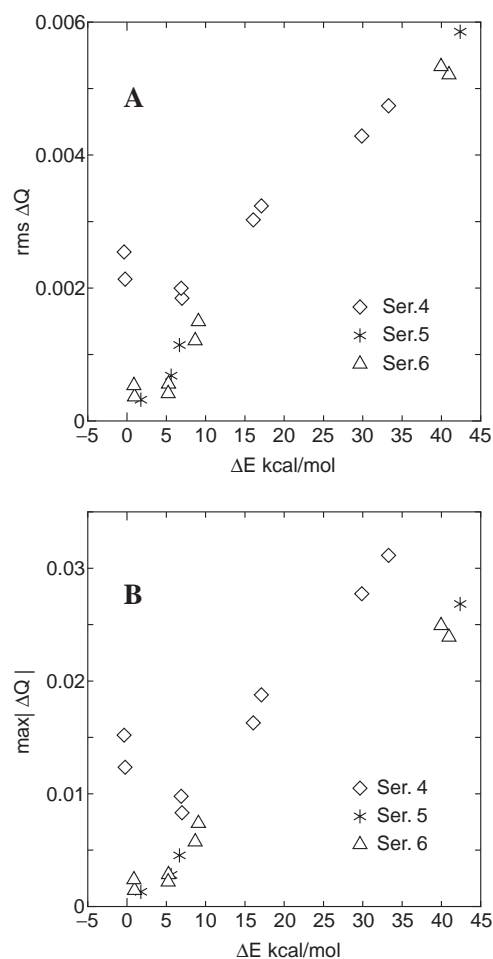 0.006
A
0.004
rms ΔQ
0.002
Ser.4
Ser.5
Ser.6
0
−5 0 5 10 15 20 25 30 35 40 45
ΔE kcal/mol
0.03
B
max| ΔQ |
0.02
0.01
Ser. 4
Ser. 5
Ser. 6
0
−5 0 5 10 15 20 25 30 35 40 45
ΔE kcal/mol